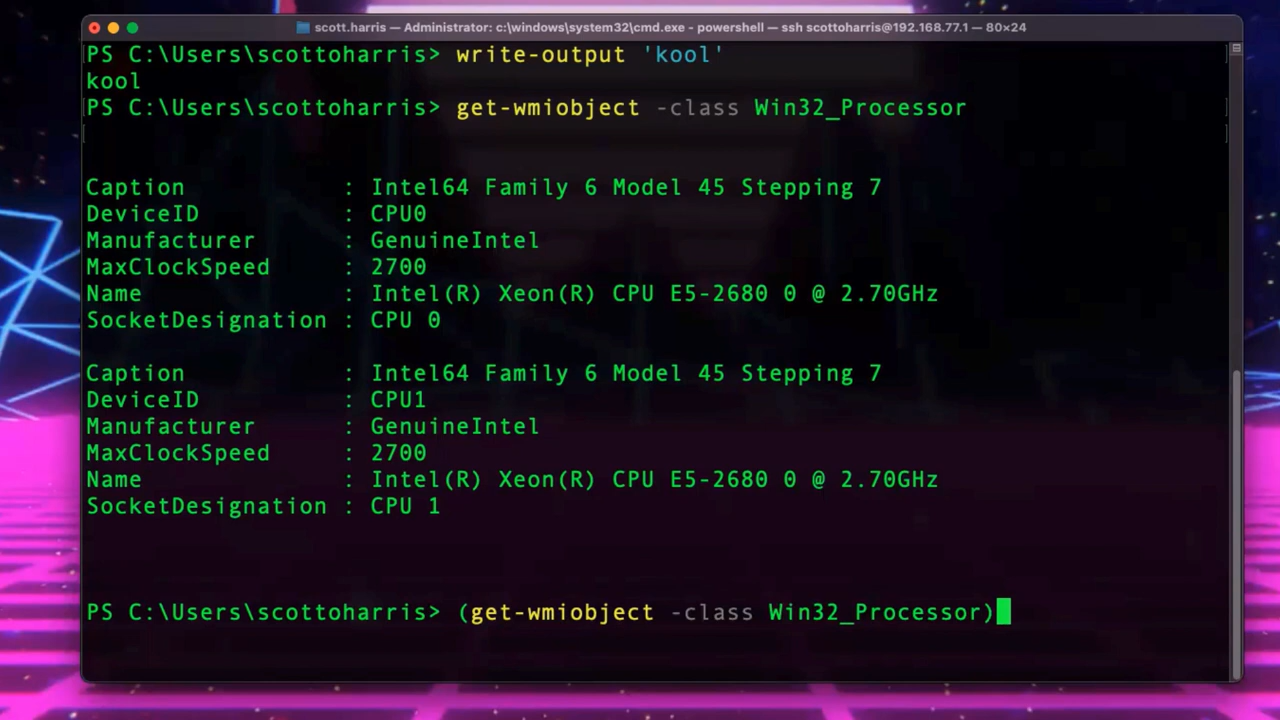 scott.harris — Administrator: c:\windows\system32\cmd.exe - powershell — ssh scottoharris@192.168.77.1 — 80×24
PS C:\Users\scottoharris> write-output 'kool'
kool
PS C:\Users\scottoharris> get-wmiobject -class Win32_Processor
Caption           : Intel64 Family 6 Model 45 Stepping 7
DeviceID          : CPU0
Manufacturer      : GenuineIntel
MaxClockSpeed     : 2700
Name              : Intel(R) Xeon(R) CPU E5-2680 0 @ 2.70GHz
SocketDesignation : CPU 0
Caption           : Intel64 Family 6 Model 45 Stepping 7
DeviceID          : CPU1
Manufacturer      : GenuineIntel
MaxClockSpeed     : 2700
Name              : Intel(R) Xeon(R) CPU E5-2680 0 @ 2.70GHz
SocketDesignation : CPU 1
PS C:\Users\scottoharris> (get-wmiobject -class Win32_Processor)